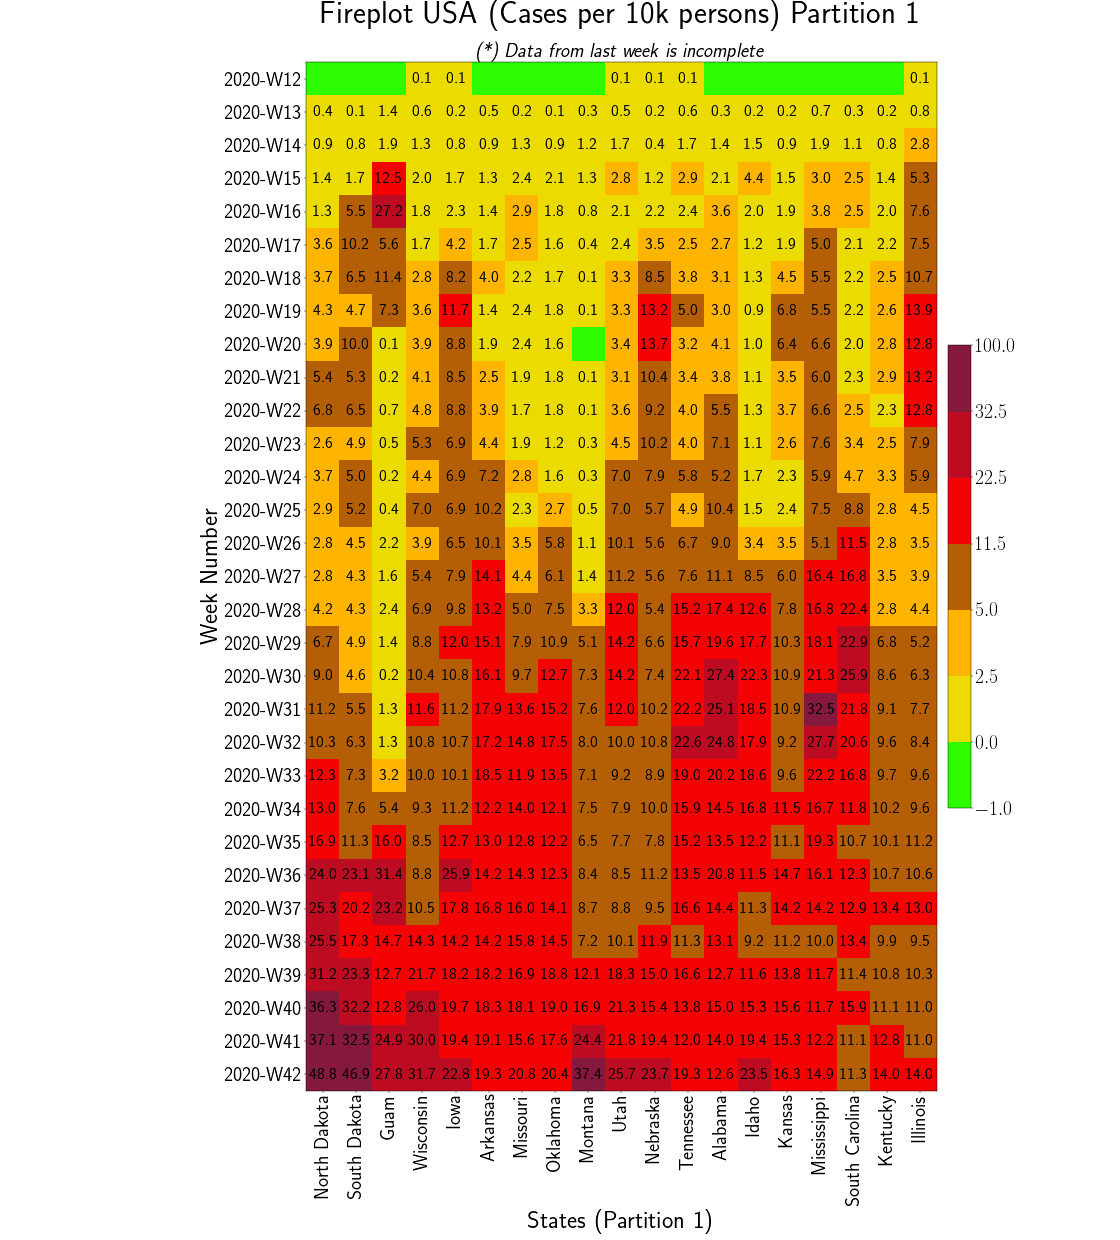 Fireplot USA (Cases per 10k persons) Partition 1
(*) Data from last week is incomplete
2020-W12 0.1 0.1 0.1 0.1 0.1 0.1
2020-W13 0.4 0.1 1.4 0.6 0.2 0.5 0.2 0.1 0.3 0.5 0.2 0.6 0.3 0.2 0.2 0.7 0.3 0.2 0.8
2020-W14 0.9 0.8 1.9 1.3 0.8 0.9 1.3 0.9 1.2 1.7 0.4 1.7 1.4 1.5 0.9 1.9 1.1 0.8 2.8
2020-W15 1.4 1.7 12.5 2.0 1.7 1.3 2.4 2.1 1.3 2.8 1.2 2.9 2.1 4.4 1.5 3.0 2.5 1.4 5.3
2020-W16 1.3 5.5 27.2 1.8 2.3 1.4 2.9 1.8 0.8 2.1 2.2 2.4 3.6 2.0 1.9 3.8 2.5 2.0 7.6
2020-W17 3.6 10.2 5.6 1.7 4.2 1.7 2.5 1.6 0.4 2.4 3.5 2.5 2.7 1.2 1.9 5.0 2.1 2.2 7.5
2020-W18 3.7 6.5 11.4 2.8 8.2 4.0 2.2 1.7 0.1 3.3 8.5 3.8 3.1 1.3 4.5 5.5 2.2 2.5 10.7
2020-W19 4.3 4.7 7.3 3.6 11.7 1.4 2.4 1.8 0.1 3.3 13.2 5.0 3.0 0.9 6.8 5.5 2.2 2.6 13.9
2020-W20 3.9 10.0 0.1 3.9 8.8 1.9 2.4 1.6 3.4 13.7 3.2 4.1 1.0 6.4 6.6 2.0 2.8 12.8
2020-W21 5.4 5.3 0.2 4.1 8.5 2.5 1.9 1.8 0.1 3.1 10.4 3.4 3.8 1.1 3.5 6.0 2.3 2.9 13.2
2020-W22 6.8 6.5 0.7 4.8 8.8 3.9 1.7 1.8 0.1 3.6 9.2 4.0 5.5 1.3 3.7 6.6 2.5 2.3 12.8
2020-W23 2.6 4.9 0.5 5.3 6.9 4.4 1.9 1.2 0.3 4.5 10.2 4.0 7.1 1.1 2.6 7.6 3.4 2.5 7.9
2020-W24 3.7 5.0 0.2 4.4 6.9 7.2 2.8 1.6 0.3 7.0 7.9 5.8 5.2 1.7 2.3 5.9 4.7 3.3 5.9
2020-W25 2.9 5.2 0.4 7.0 6.9 10.2 2.3 2.7 0.5 7.0 5.7 4.9 10.4 1.5 2.4 7.5 8.8 2.8 4.5
2020-W26 2.8 4.5 2.2 3.9 6.5 10.1 3.5 5.8 1.1 10.1 5.6 6.7 9.0 3.4 3.5 5.1 11.5 2.8 3.5
2020-W27 2.8 4.3 1.6 5.4 7.9 14.1 4.4 6.1 1.4 11.2 5.6 7.6 11.1 8.5 6.0 16.4 16.8 3.5 3.9
2020-W28 4.2 4.3 2.4 6.9 9.8 13.2 5.0 7.5 3.3 12.0 5.4 15.2 17.4 12.6 7.8 16.8 22.4 2.8 4.4
2020-W29 6.7 4.9 1.4 8.8 12.0 15.1 7.9 10.9 5.1 14.2 6.6 15.7 19.6 17.7 10.3 18.1 22.9 6.8 5.2
2020-W30 9.0 4.6 0.2 10.4 10.8 16.1 9.7 12.7 7.3 14.2 7.4 22.1 27.4 22.3 10.9 21.3 25.9 8.6 6.3
2020-W31 11.2 5.5 1.3 11.6 11.2 17.9 13.6 15.2 7.6 12.0 10.2 22.2 25.1 18.5 10.9 32.5 21.8 9.1 7.7
2020-W32 10.3 6.3 1.3 10.8 10.7 17.2 14.8 17.5 8.0 10.0 10.8 22.6 24.8 17.9 9.2 27.7 20.6 9.6 8.4
2020-W33 12.3 7.3 3.2 10.0 10.1 18.5 11.9 13.5 7.1 9.2 8.9 19.0 20.2 18.6 9.6 22.2 16.8 9.7 9.6
2020-W34 13.0 7.6 5.4 9.3 11.2 12.2 14.0 12.1 7.5 7.9 10.0 15.9 14.5 16.8 11.5 16.7 11.8 10.2 9.6
2020-W35 16.9 11.3 16.0 8.5 12.7 13.0 12.8 12.2 6.5 7.7 7.8 15.2 13.5 12.2 11.1 19.3 10.7 10.1 11.2
2020-W36 24.0 23.1 31.4 8.8 25.9 14.2 14.3 12.3 8.4 8.5 11.2 13.5 20.8 11.5 14.7 16.1 12.3 10.7 10.6
2020-W37 25.3 20.2 23.2 10.5 17.8 16.8 16.0 14.1 8.7 8.8 9.5 16.6 14.4 11.3 14.2 14.2 12.9 13.4 13.0
2020-W38 25.5 17.3 14.7 14.3 14.2 14.2 15.8 14.5 7.2 10.1 11.9 11.3 13.1 9.2 11.2 10.0 13.4 9.9 9.5
2020-W39 31.2 23.3 12.7 21.7 18.2 18.2 16.9 18.8 12.1 18.3 15.0 16.6 12.7 11.6 13.8 11.7 11.4 10.8 10.3
2020-W40 36.3 32.2 12.8 26.0 19.7 18.3 18.1 19.0 16.9 21.3 15.4 13.8 15.0 15.3 15.6 11.7 15.9 11.1 11.0
2020-W41 37.1 32.5 24.9 30.0 19.4 19.1 15.6 17.6 24.4 21.8 19.4 12.0 14.0 19.4 15.3 12.2 11.1 12.8 11.0
2020-W42 48.8 46.9 27.8 31.7 22.8 19.3 20.8 20.4 37.4 25.7 23.7 19.3 12.6 23.5 16.3 14.9 11.3 14.0 14.0
Week Number
North Dakota
South Dakota
Guam
Wisconsin
Iowa
Arkansas
Missouri
Oklahoma
Montana
Utah
Nebraska
Tennessee
Alabama
Idaho
Kansas
Mississippi
South Carolina
Kentucky
Illinois
States (Partition 1)
100.0
32.5
22.5
11.5
5.0
2.5
0.0
−1.0